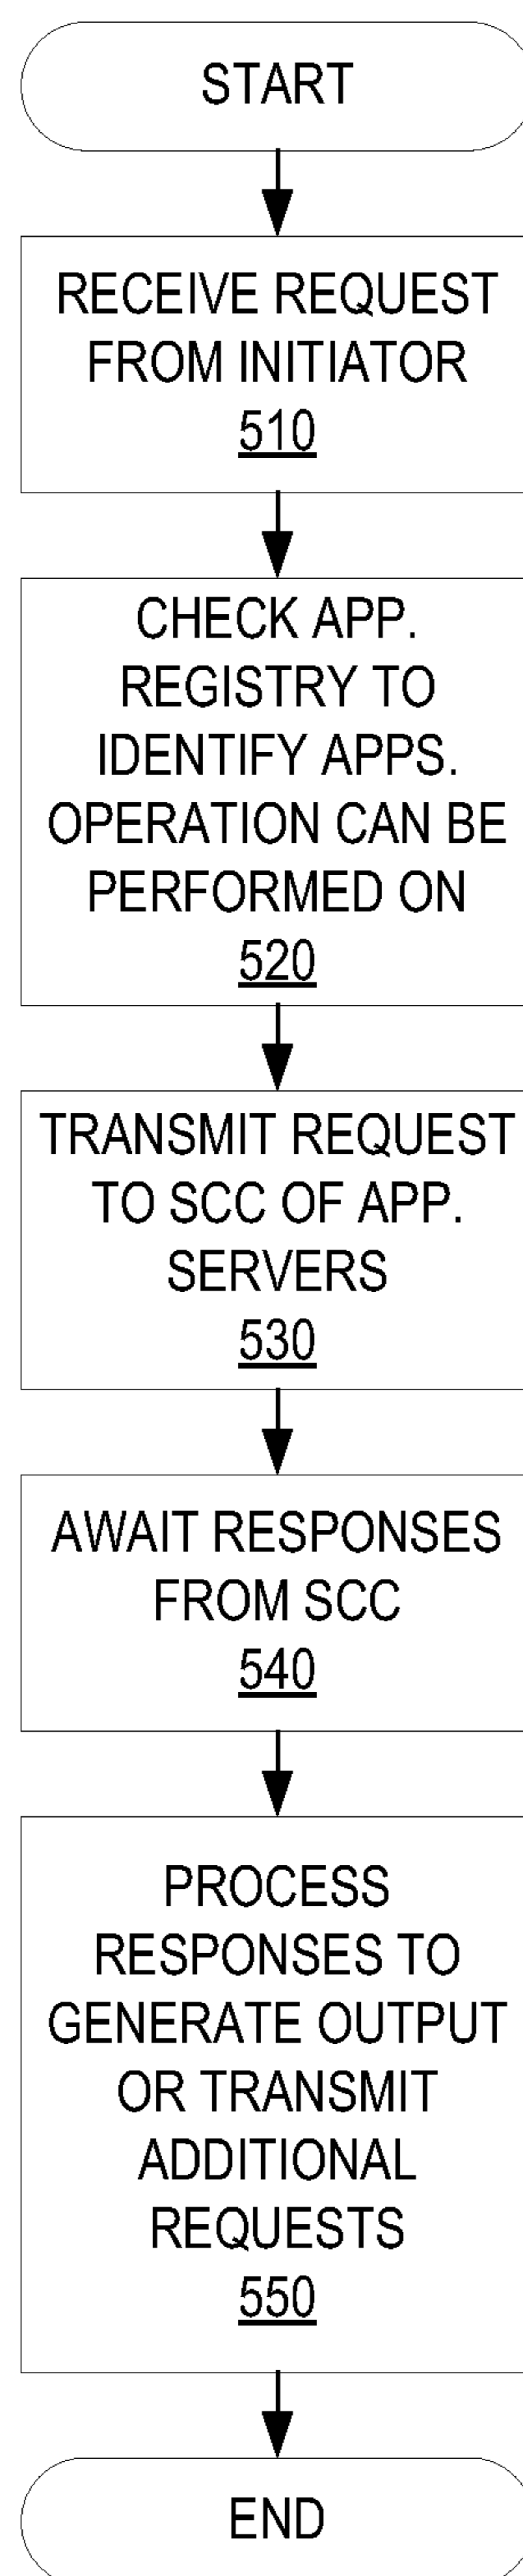 START
RECEIVE REQUEST
FROM INITIATOR
510
CHECK APP.
REGISTRY TO
IDENTIFY APPS.
OPERATION CAN BE
PERFORMED ON
520
TRANSMIT REQUEST
TO SCC OF APP.
SERVERS
530
AWAIT RESPONSES
FROM SCC
540
PROCESS
RESPONSES TO
GENERATE OUTPUT
OR TRANSMIT
ADDITIONAL
REQUESTS
550
END